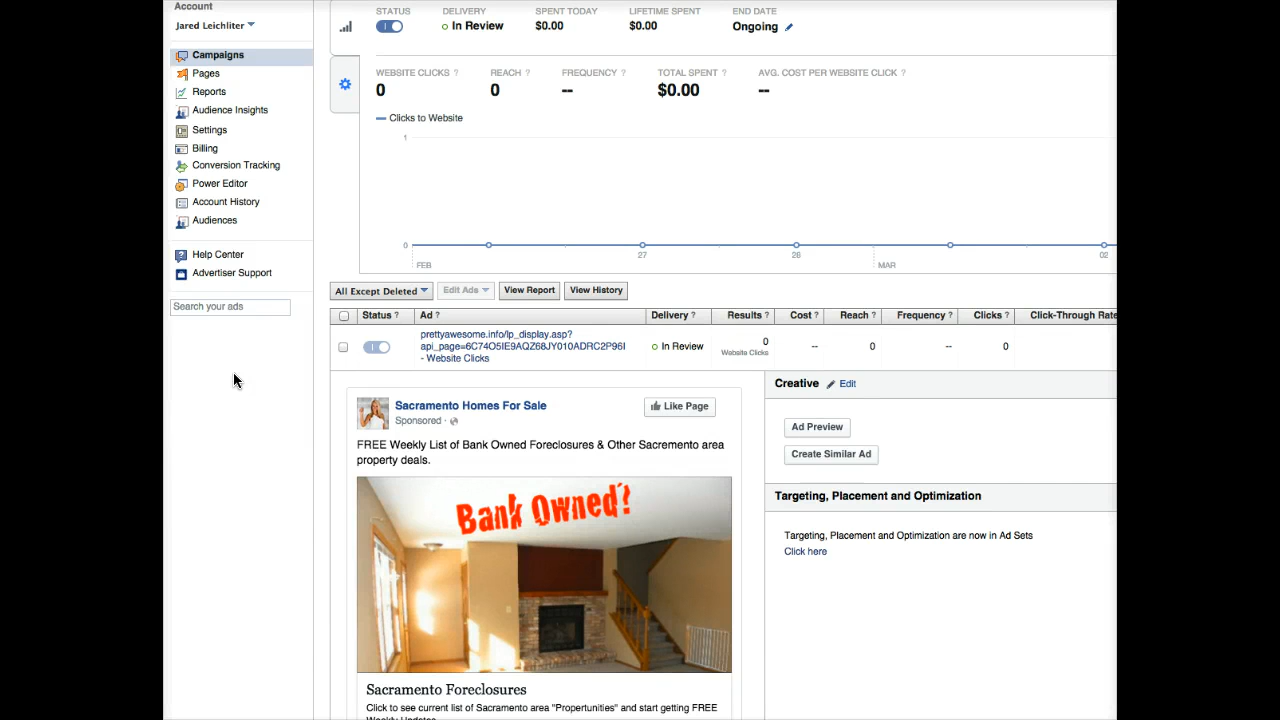 Account
Jared Leichliter
Campaigns
Pages
Reports
Audience Insights
Settings
Billing
Conversion Tracking
Power Editor
Account History
Audiences
Help Center
Advertiser Support
Search your ads
STATUS DELIVERY SPENT TODAY LIFETIME SPENT END DATE
In Review $0.00 $0.00 Ongoing
WEBSITE CLICKS ? REACH ? FREQUENCY ? TOTAL SPENT ? AVG. COST PER WEBSITE CLICK ?
0 0 -- $0.00 --
Clicks to Website
1
0
27 28 02
FEB MAR
All Except Deleted Edit Ads View Report View History
Status ? Ad ? Delivery ? Results ? Cost ? Reach ? Frequency ? Clicks ? Click-Through Rate
prettyawesome.info/lp_display.asp?
api_page=6C74O5IE9AQZ68JY010ADRC2P96I
- Website Clicks
In Review 0 -- 0 -- 0
Website Clicks
Sacramento Homes For Sale
Sponsored ·
Like Page
FREE Weekly List of Bank Owned Foreclosures & Other Sacremento area
property deals.
Bank Owned?
Sacramento Foreclosures
Click to see current list of Sacramento area "Propertunities" and start getting FREE
Weekly Updates
Creative Edit
Ad Preview
Create Similar Ad
Targeting, Placement and Optimization
Targeting, Placement and Optimization are now in Ad Sets
Click here